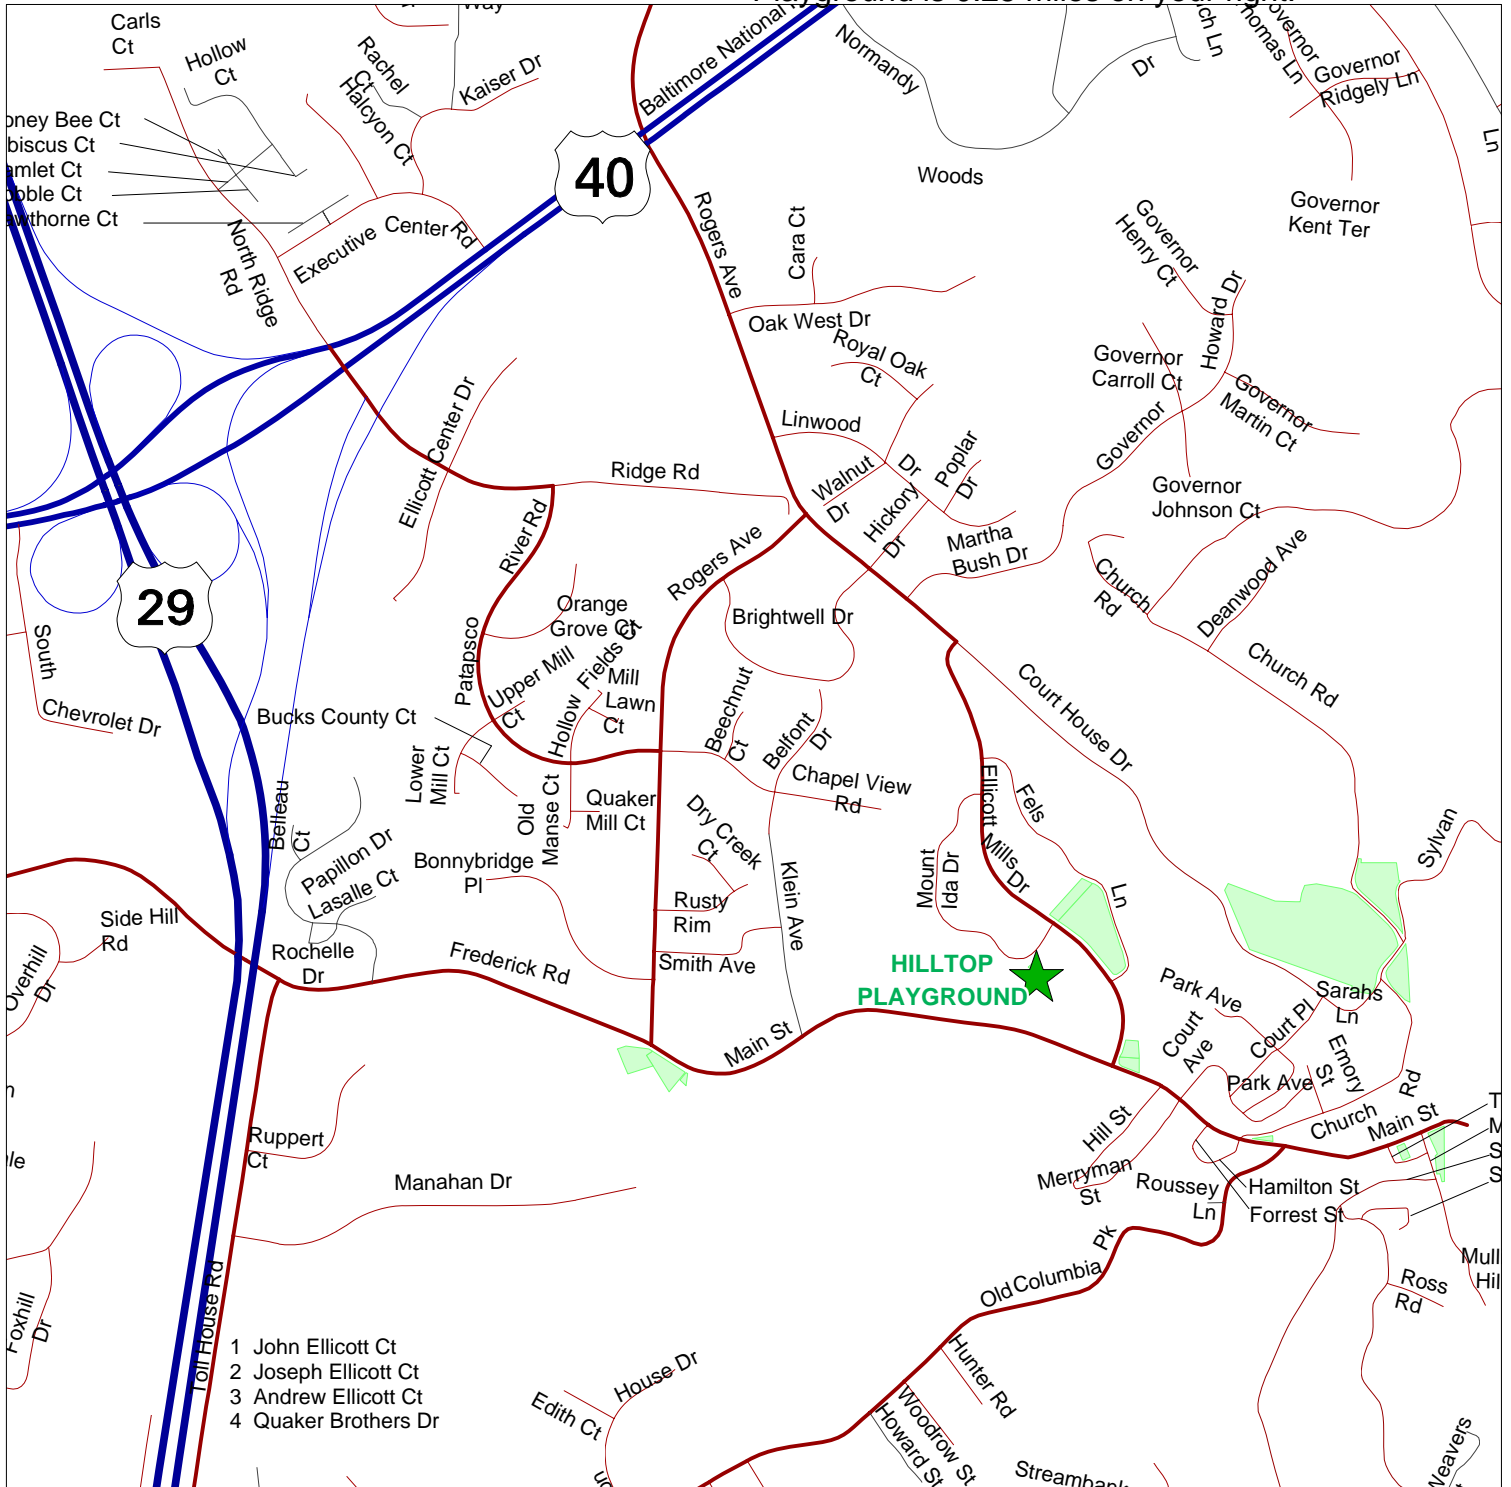 Carls
Ct
Hollow
Ct
Rachel
Ct
Halcyon Ct
Kaiser Dr
Way
Baltimore National
Normandy
Dr
Ln
Governor
Ridgely Ln
Ln
Woods
Governor
Kent Ter
Ct
Ct
Ct
Ct
Ct
40
North Ridge
Rd
Executive Center Rd
Rogers Ave
Cara Ct
Oak West Dr
Royal Oak
Ct
Governor
Henry Ct
Howard Dr
Governor
Carroll Ct
Governor
Martin Ct
Governor
Governor
Johnson Ct
Linwood
Dr
Walnut
Dr
Hickory
Dr
Poplar
Dr
Martha
Bush Dr
Ellicott Center Dr
Ridge Rd
River Rd
Patapsco
Rogers Ave
Orange
Grove Ct
Brightwell Dr
Church
Rd
Deanwood Ave
Church Rd
29
South
Chevrolet Dr
Bucks County Ct
Upper Mill
Ct
Hollow Fields Ct
Mill
Lawn
Ct
Lower
Mill Ct
Old
Manse Ct
Quaker
Mill Ct
Beechnut
Ct
Belfont
Dr
Chapel View
Rd
Court House Dr
Ellicott
Mills
Dr
Fels
Ln
Mount
Ida Dr
Sylvan
Belleau
Ct
Papillon Dr
Lasalle Ct
Bonnybridge
Pl
Dry Creek
Ct
Rusty
Rim
Klein Ave
Smith Ave
Side Hill
Rd
Overhill
Dr
Rochelle
Dr
Frederick Rd
Main St
HILLTOP
PLAYGROUND
Park Ave
Court Pl
Sarahs
Ln
Court
Ave
Park Ave
Emory
St
Church
Rd
Main St
Hill St
Merryman
St
Roussey
Ln
Hamilton St
Forrest St
Ruppert
Ct
Manahan Dr
Old Columbia
Pk
Ross
Rd
Foxhill
Dr
Toll House Rd
1 John Ellicott Ct
2 Joseph Ellicott Ct
3 Andrew Ellicott Ct
4 Quaker Brothers Dr
Edith Ct
House Dr
Hunter Rd
Woodrow St
Howard St